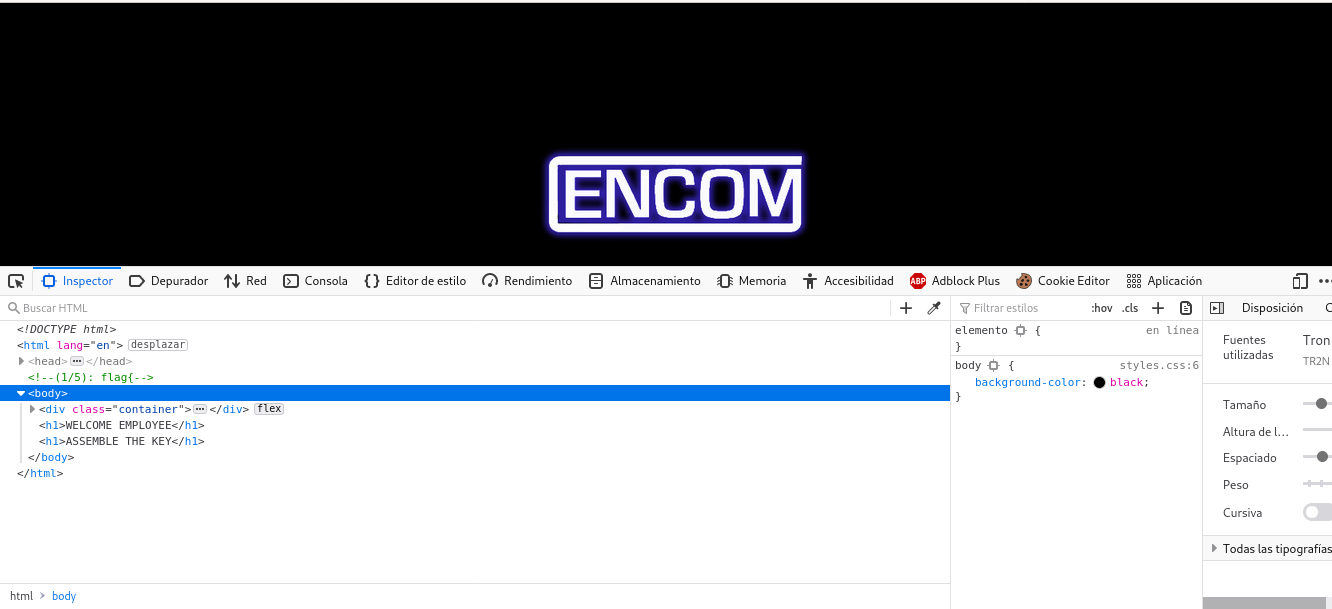 ENCOM
Inspector Depurador Red Consola Editor de estilo Rendimiento Almacenamiento Memoria Accesibilidad ABP Adblock Plus Cookie Editor Aplicación
Buscar HTML
Filtrar estilos :hov .cls
Disposición
<!DOCTYPE html>
<html lang="en"> desplazar
<head> </head>
<!--(1/5): flag{-->
<body>
<div class="container"> </div> flex
<h1>WELCOME EMPLOYEE</h1>
<h1>ASSEMBLE THE KEY</h1>
</body>
</html>
html > body
elemento { en línea
}
body { styles.css:6
background-color: black;
}
Fuentes utilizadas Tron
TR2N
Tamaño
Altura de l…
Espaciado
Peso
Cursiva
Todas las tipografías